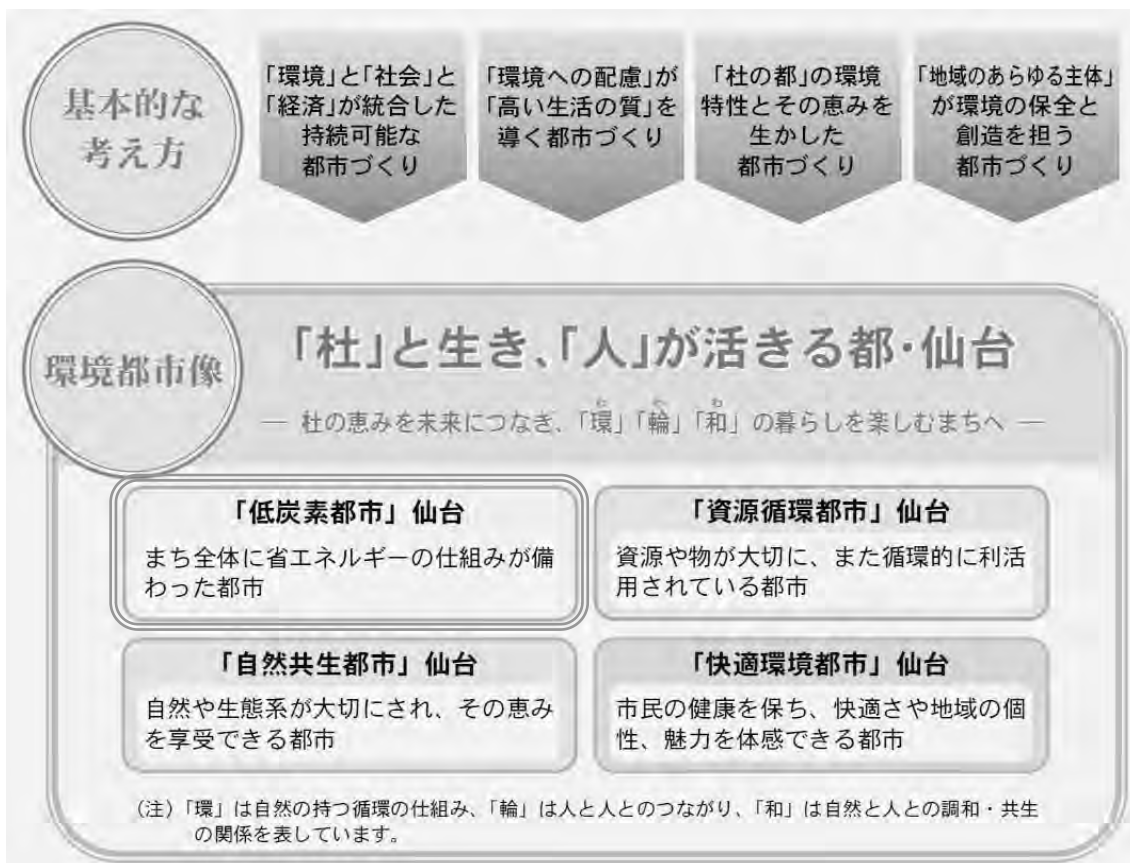 基本的な
考え方
「環境」と「社会」と
「経済」が統合した
持続可能な
都市づくり
「環境への配慮」が
「高い生活の質」を
導く都市づくり
「杜の都」の環境
特性とその恵みを
生かした
都市づくり
「地域のあらゆる主体」
が環境の保全と
創造を担う
都市づくり
環境都市像
「杜」と生き、「人」が活きる都・仙台
わ わ わ
― 杜の恵みを未来につなぎ、「環」「輪」「和」の暮らしを楽しむまちへ ―
「低炭素都市」仙台
まち全体に省エネルギーの仕組みが備
わった都市
「資源循環都市」仙台
資源や物が大切に、また循環的に利活
用されている都市
「自然共生都市」仙台
自然や生態系が大切にされ、その恵み
を享受できる都市
「快適環境都市」仙台
市民の健康を保ち、快適さや地域の個
性、魅力を体感できる都市
(注)「環」は自然の持つ循環の仕組み、「輪」は人と人とのつながり、「和」は自然と人との調和・共生
の関係を表しています。